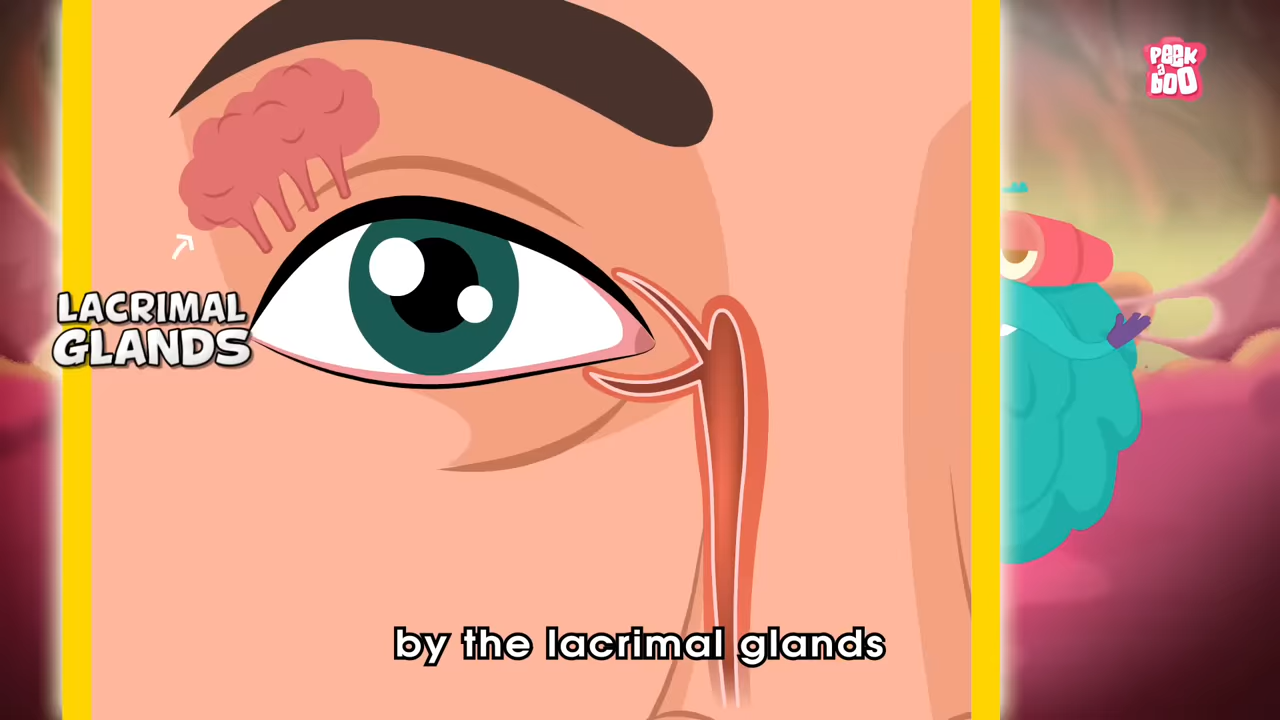 PEEK
a
boo
LACRIMAL
GLANDS
by the lacrimal glands